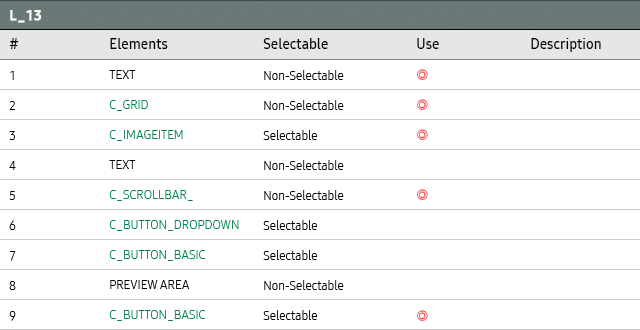 L_13
# Elements Selectable Use Description
1 TEXT Non-Selectable ◎
2 C_GRID Non-Selectable ◎
3 C_IMAGEITEM Selectable ◎
4 TEXT Non-Selectable
5 C_SCROLLBAR_ Non-Selectable ◎
6 C_BUTTON_DROPDOWN Selectable
7 C_BUTTON_BASIC Selectable
8 PREVIEW AREA Non-Selectable
9 C_BUTTON_BASIC Selectable ◎